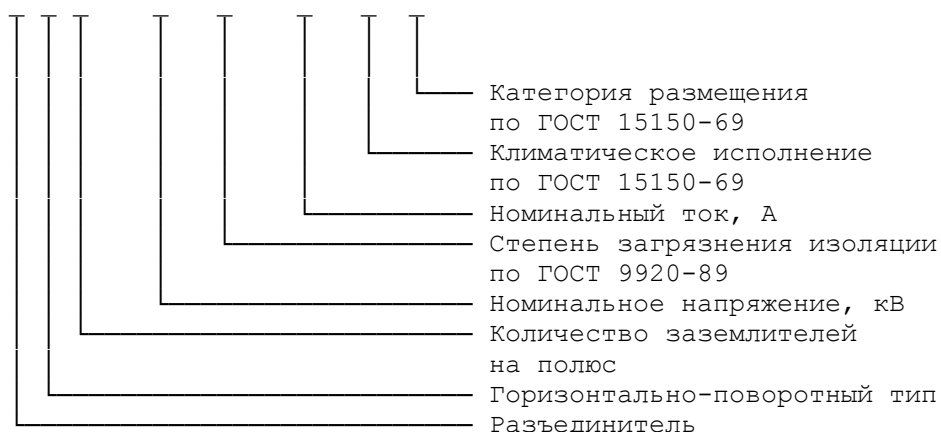 Категория размещения
по ГОСТ 15150-69
Климатическое исполнение
по ГОСТ 15150-69
Номинальный ток, А
Степень загрязнения изоляции
по ГОСТ 9920-89
Номинальное напряжение, кВ
Количество заземлителей
на полюс
Горизонтально-поворотный тип
Разъединитель